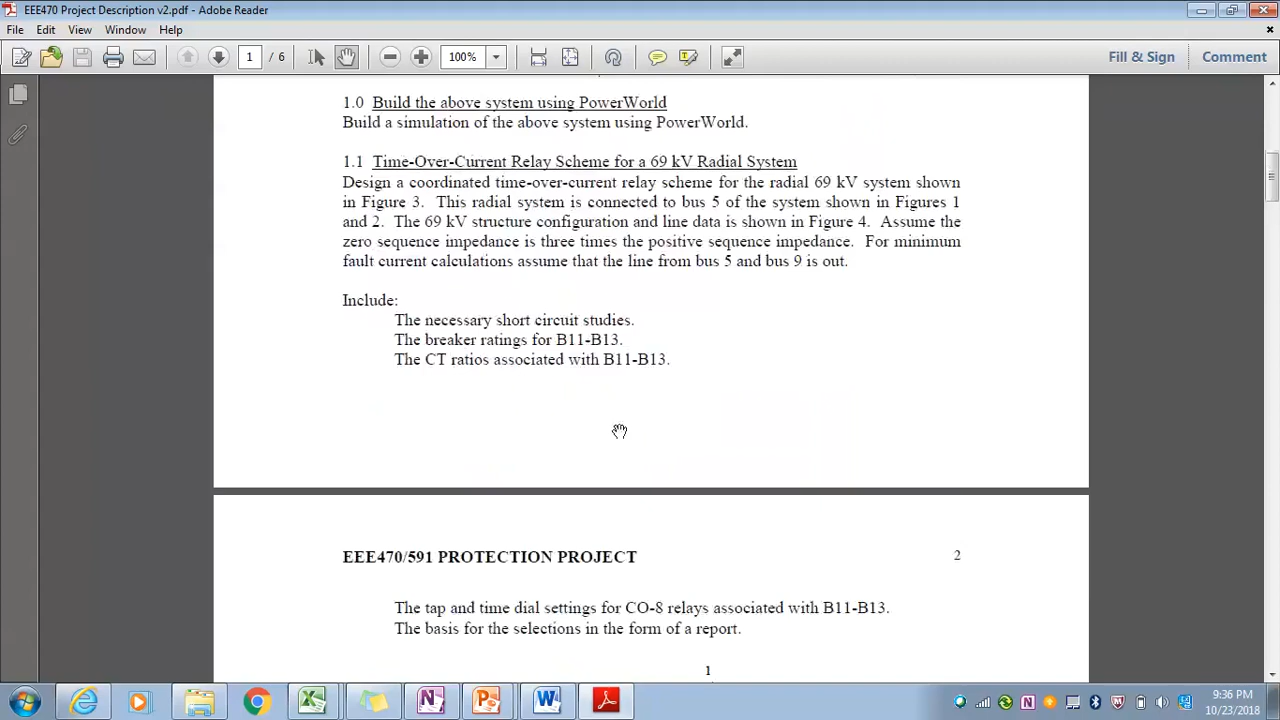 EEE470 Project Description v2.pdf - Adobe Reader
File Edit View Window Help
1 / 6 100% Fill & Sign Comment
1.0 Build the above system using PowerWorld
Build a simulation of the above system using PowerWorld.
1.1 Time-Over-Current Relay Scheme for a 69 kV Radial System
Design a coordinated time-over-current relay scheme for the radial 69 kV system shown
in Figure 3. This radial system is connected to bus 5 of the system shown in Figures 1
and 2. The 69 kV structure configuration and line data is shown in Figure 4. Assume the
zero sequence impedance is three times the positive sequence impedance. For minimum
fault current calculations assume that the line from bus 5 and bus 9 is out.
Include:
The necessary short circuit studies.
The breaker ratings for B11-B13.
The CT ratios associated with B11-B13.
EEE470/591 PROTECTION PROJECT 2
The tap and time dial settings for CO-8 relays associated with B11-B13.
The basis for the selections in the form of a report.
1
9:36 PM
10/23/2018